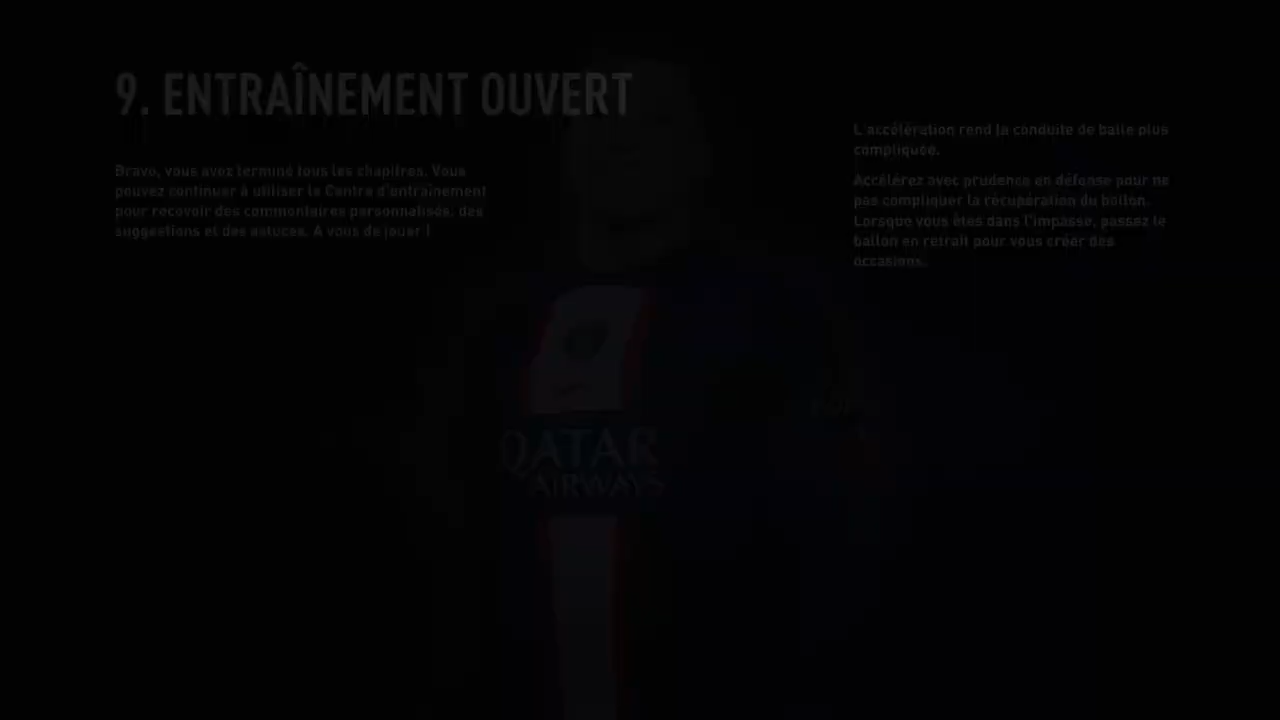 9. ENTRAÎNEMENT OUVERT
Bravo, vous avez terminé tous les chapitres. Vous
pouvez continuer à utiliser le Centre d'entraînement
pour recevoir des commentaires personnalisés, des
suggestions et des astuces. À vous de jouer !
L'accélération rend la conduite de balle plus
compliquée.
Accélérez avec prudence en défense pour ne
pas compliquer la récupération du ballon.
Lorsque vous êtes dans l'impasse, passez le
ballon en retrait pour vous créer des
occasions.
QATAR
AIRWAYS